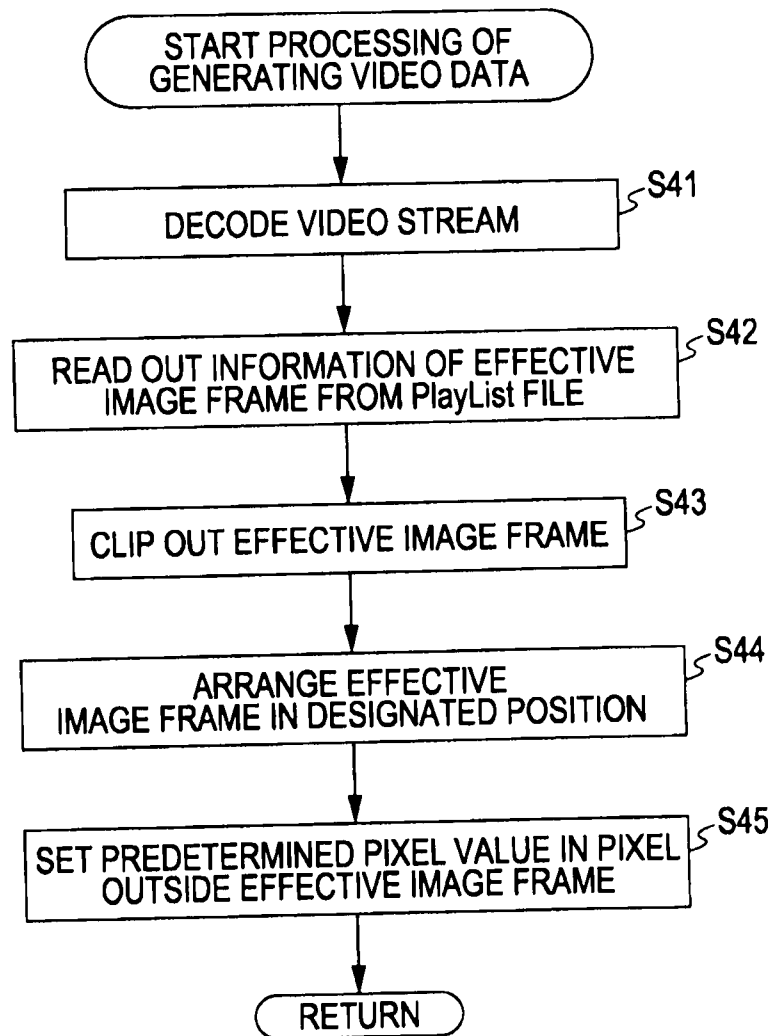 START PROCESSING OF
GENERATING VIDEO DATA
S41
DECODE VIDEO STREAM
S42
READ OUT INFORMATION OF EFFECTIVE
IMAGE FRAME FROM PlayList FILE
S43
CLIP OUT EFFECTIVE IMAGE FRAME
S44
ARRANGE EFFECTIVE
IMAGE FRAME IN DESIGNATED POSITION
S45
SET PREDETERMINED PIXEL VALUE IN PIXEL
OUTSIDE EFFECTIVE IMAGE FRAME
RETURN